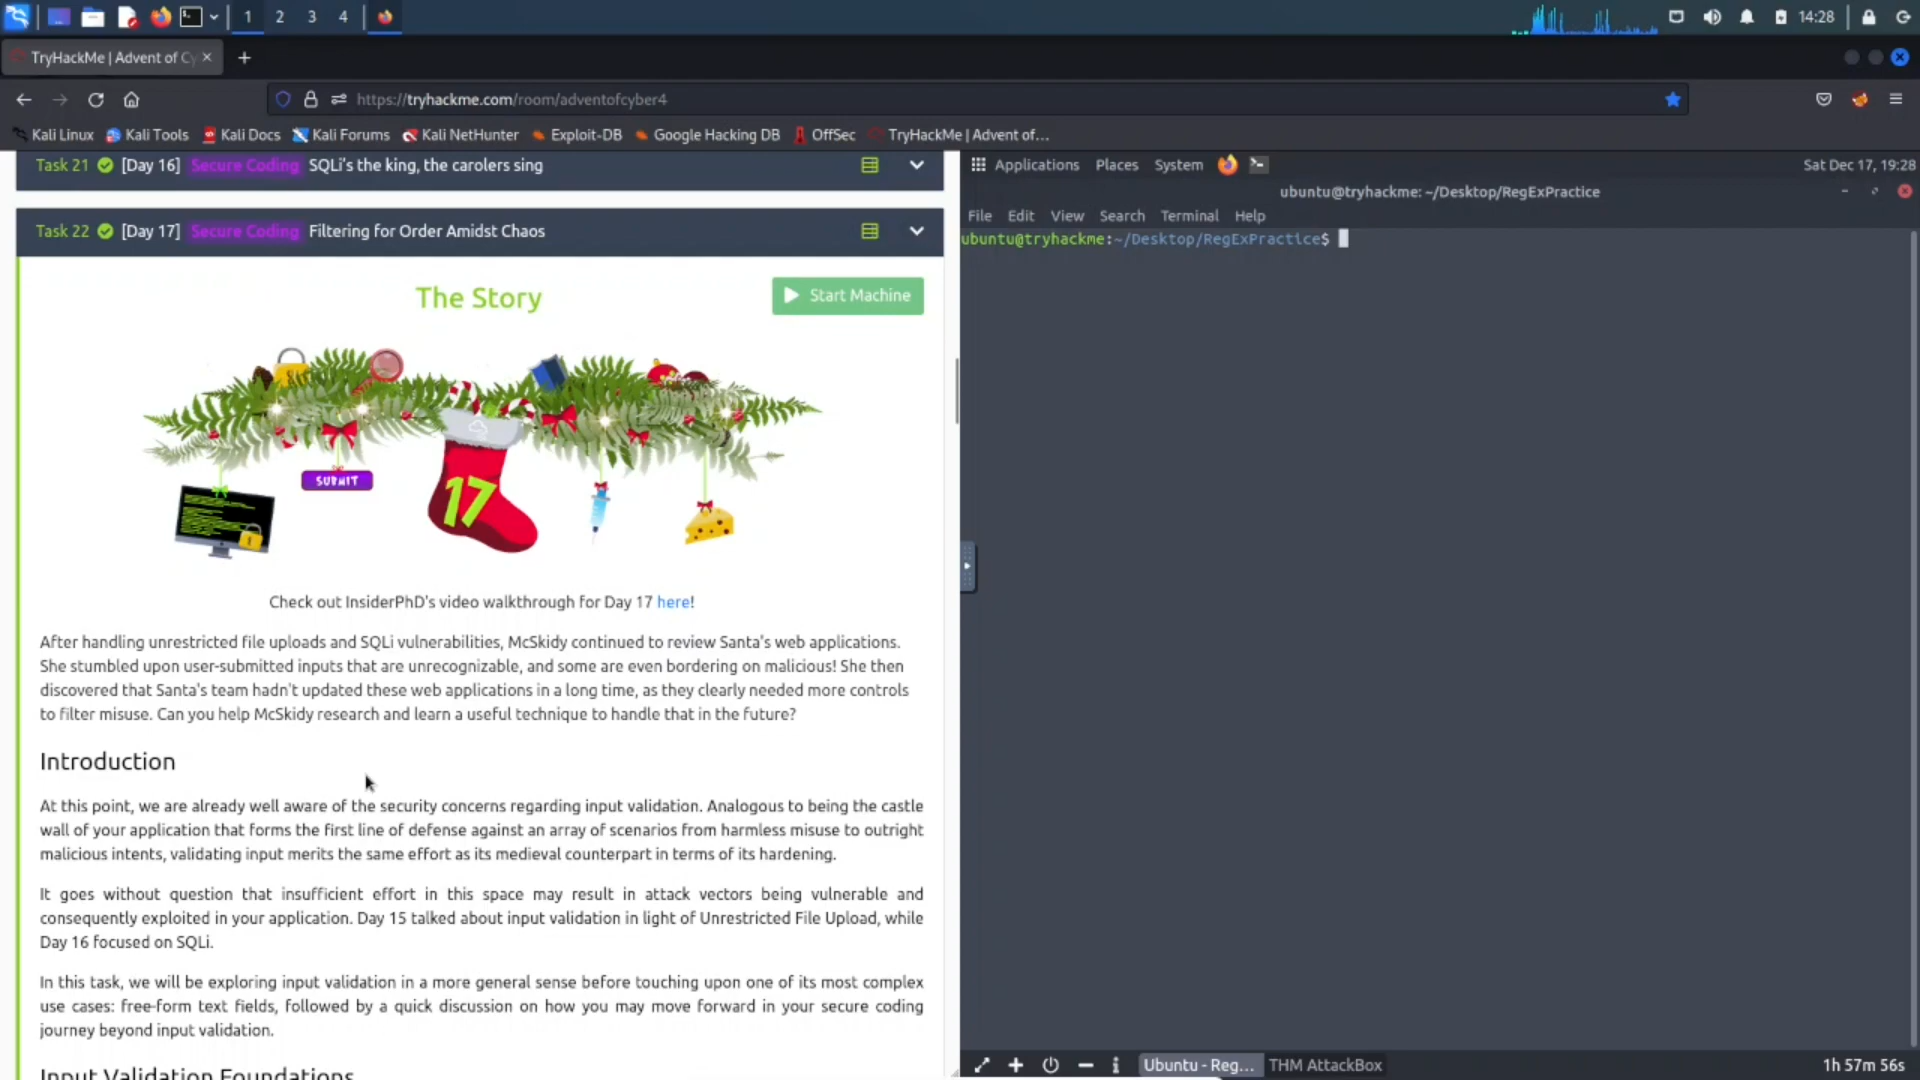 1 2 3 4 14:28
TryHackMe | Advent of Cy
https://tryhackme.com/room/adventofcyber4
Kali Linux Kali Tools Kali Docs Kali Forums Kali NetHunter Exploit-DB Google Hacking DB OffSec TryHackMe | Advent of…
Task 21 [Day 16] Secure Coding SQLi's the king, the carolers sing
Task 22 [Day 17] Secure Coding Filtering for Order Amidst Chaos
The Story
Start Machine
SUBMIT
17
Check out InsiderPhD's video walkthrough for Day 17 here!
After handling unrestricted file uploads and SQLi vulnerabilities, McSkidy continued to review Santa's web applications.
She stumbled upon user-submitted inputs that are unrecognizable, and some are even bordering on malicious! She then
discovered that Santa's team hadn't updated these web applications in a long time, as they clearly needed more controls
to filter misuse. Can you help McSkidy research and learn a useful technique to handle that in the future?
Introduction
At this point, we are already well aware of the security concerns regarding input validation. Analogous to being the castle
wall of your application that forms the first line of defense against an array of scenarios from harmless misuse to outright
malicious intents, validating input merits the same effort as its medieval counterpart in terms of its hardening.
It goes without question that insufficient effort in this space may result in attack vectors being vulnerable and
consequently exploited in your application. Day 15 talked about input validation in light of Unrestricted File Upload, while
Day 16 focused on SQLi.
In this task, we will be exploring input validation in a more general sense before touching upon one of its most complex
use cases: free-form text fields, followed by a quick discussion on how you may move forward in your secure coding
journey beyond input validation.
Input Validation Foundations
Applications Places System Sat Dec 17, 19:28
ubuntu@tryhackme: ~/Desktop/RegExPractice
File Edit View Search Terminal Help
ubuntu@tryhackme:~/Desktop/RegExPractice$
Ubuntu - Reg... THM AttackBox 1h 57m 56s